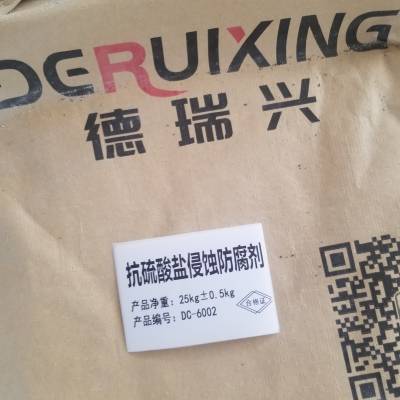 DERUIXING
德瑞兴
抗硫酸盐侵蚀防腐剂
产品净重：25kg±0.5kg
产品编号：DC-6002
合格证